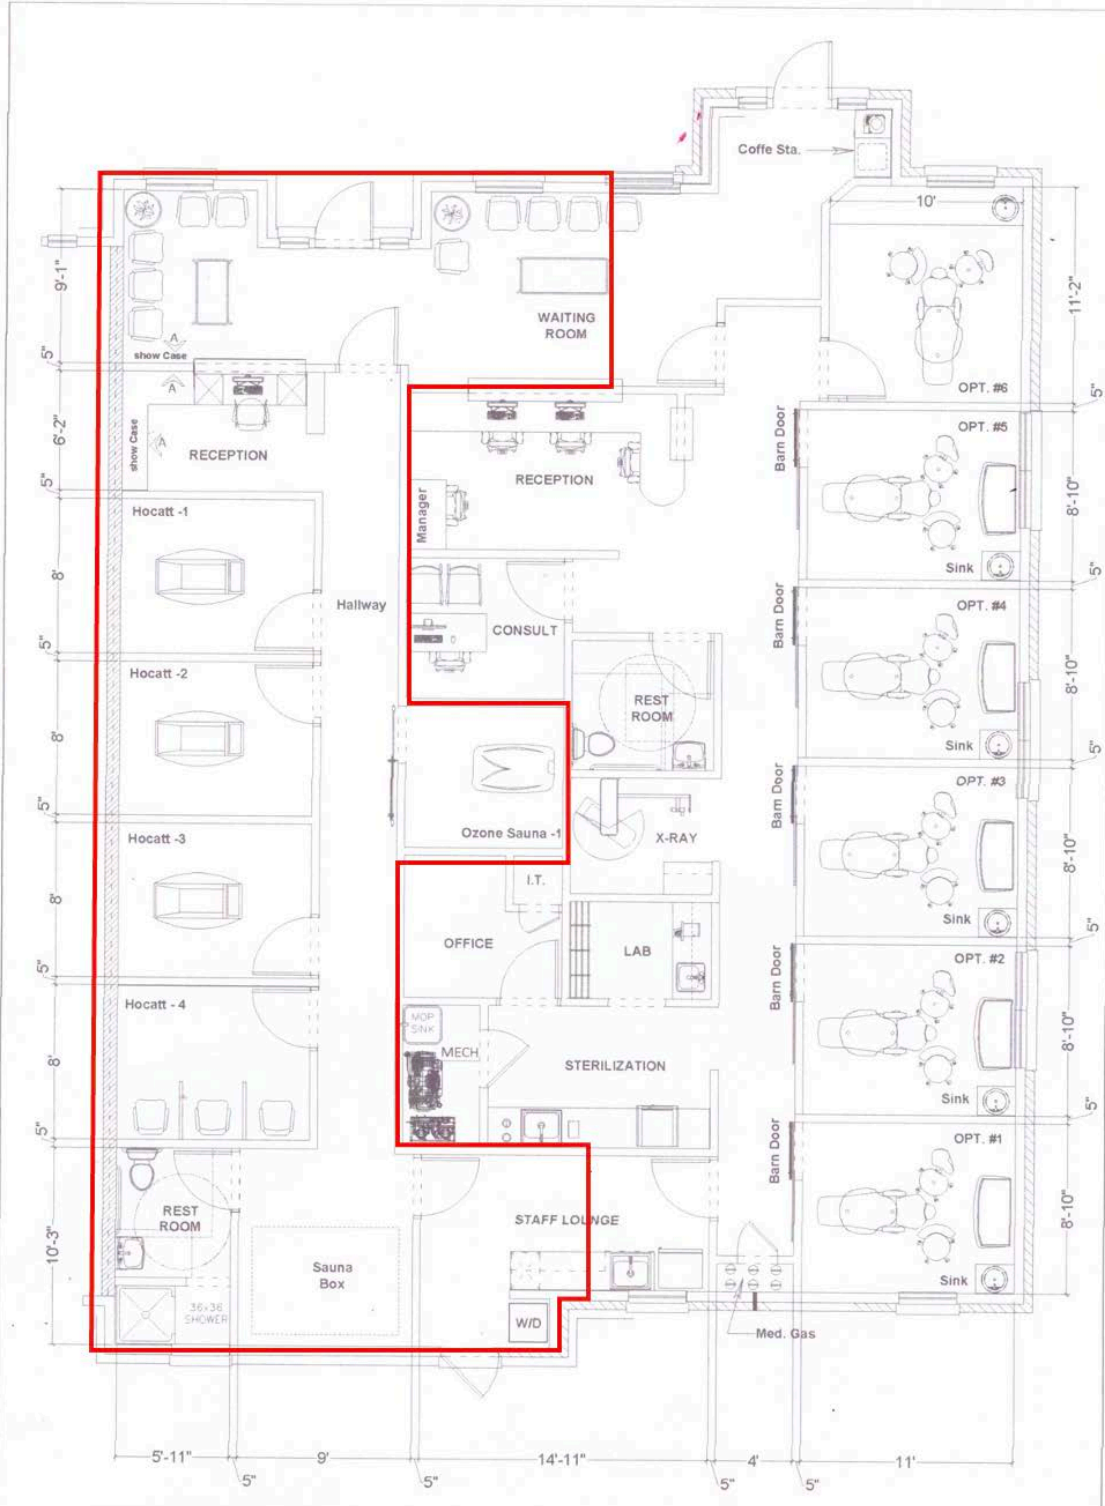 Coffe Sta.
10'
9'-1"
11'-2"
WAITING
ROOM
A
show Case
5"
A
OPT. #6
5"
6'-2"
show Case
A
RECEPTION
Barn Door
OPT. #5
RECEPTION
Manager
8'-10"
5"
Hocatt -1
Sink
5"
8'
Hallway
CONSULT
Barn Door
OPT. #4
8'-10"
5"
Hocatt -2
REST
ROOM
Sink
5"
8'
Barn Door
OPT. #3
5"
Hocatt -3
Ozone Sauna -1
X-RAY
8'-10"
8'
I.T.
Sink
5"
OFFICE
LAB
Barn Door
OPT. #2
5"
Hocatt - 4
MOP
SINK
MECH
8'-10"
8'
STERILIZATION
Sink
5"
5"
Barn Door
OPT. #1
REST
ROOM
STAFF LOUNGE
8'-10"
10'-3"
Sauna
Box
Sink
36x36
SHOWER
W/D
Med. Gas
5'-11"
9'
14'-11"
4'
11'
5"
5"
5"
5"